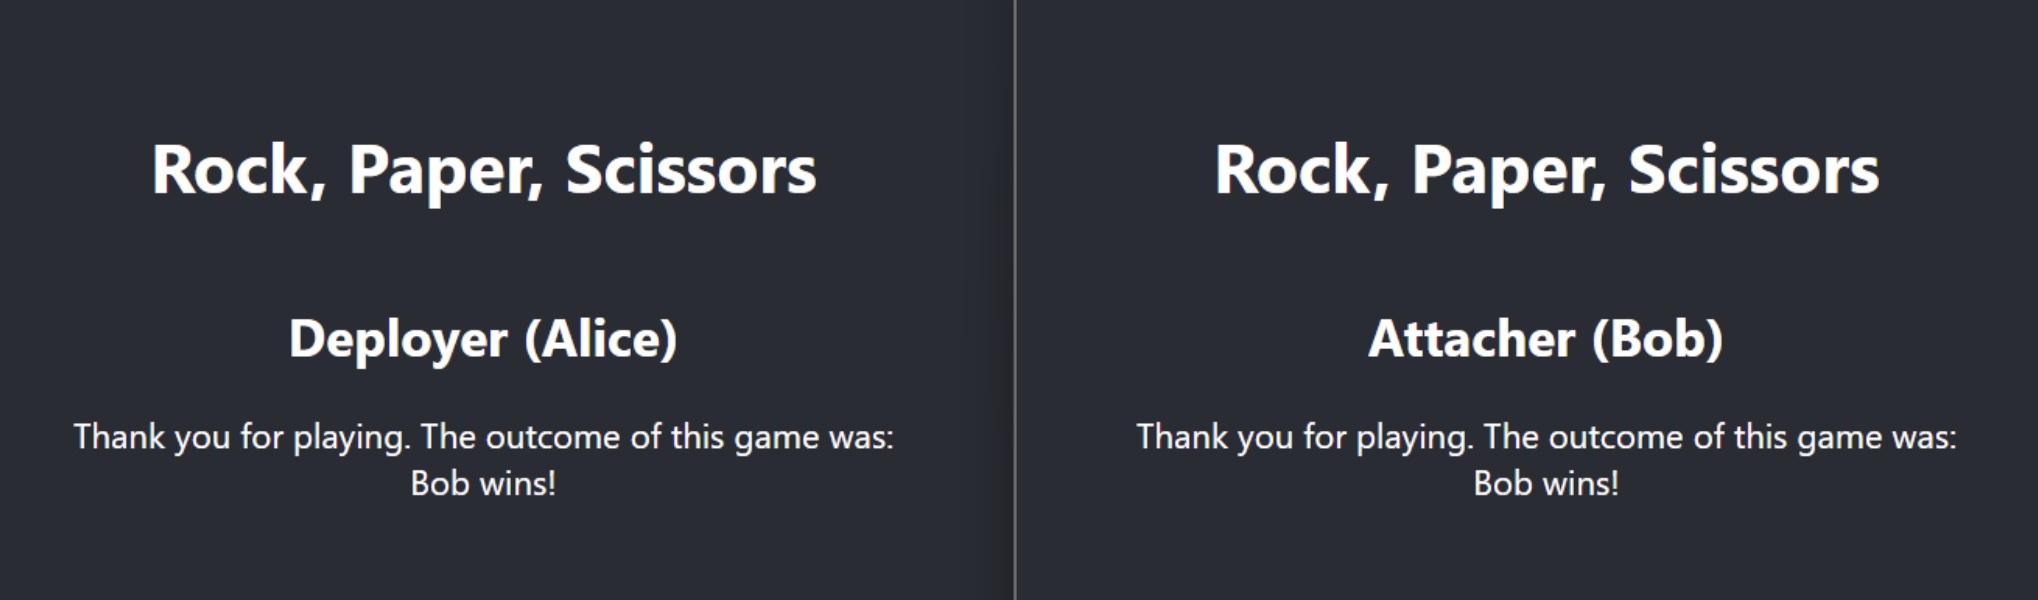 Rock, Paper, Scissors
Deployer (Alice)
Thank you for playing. The outcome of this game was:
Bob wins!
Rock, Paper, Scissors
Attacher (Bob)
Thank you for playing. The outcome of this game was:
Bob wins!